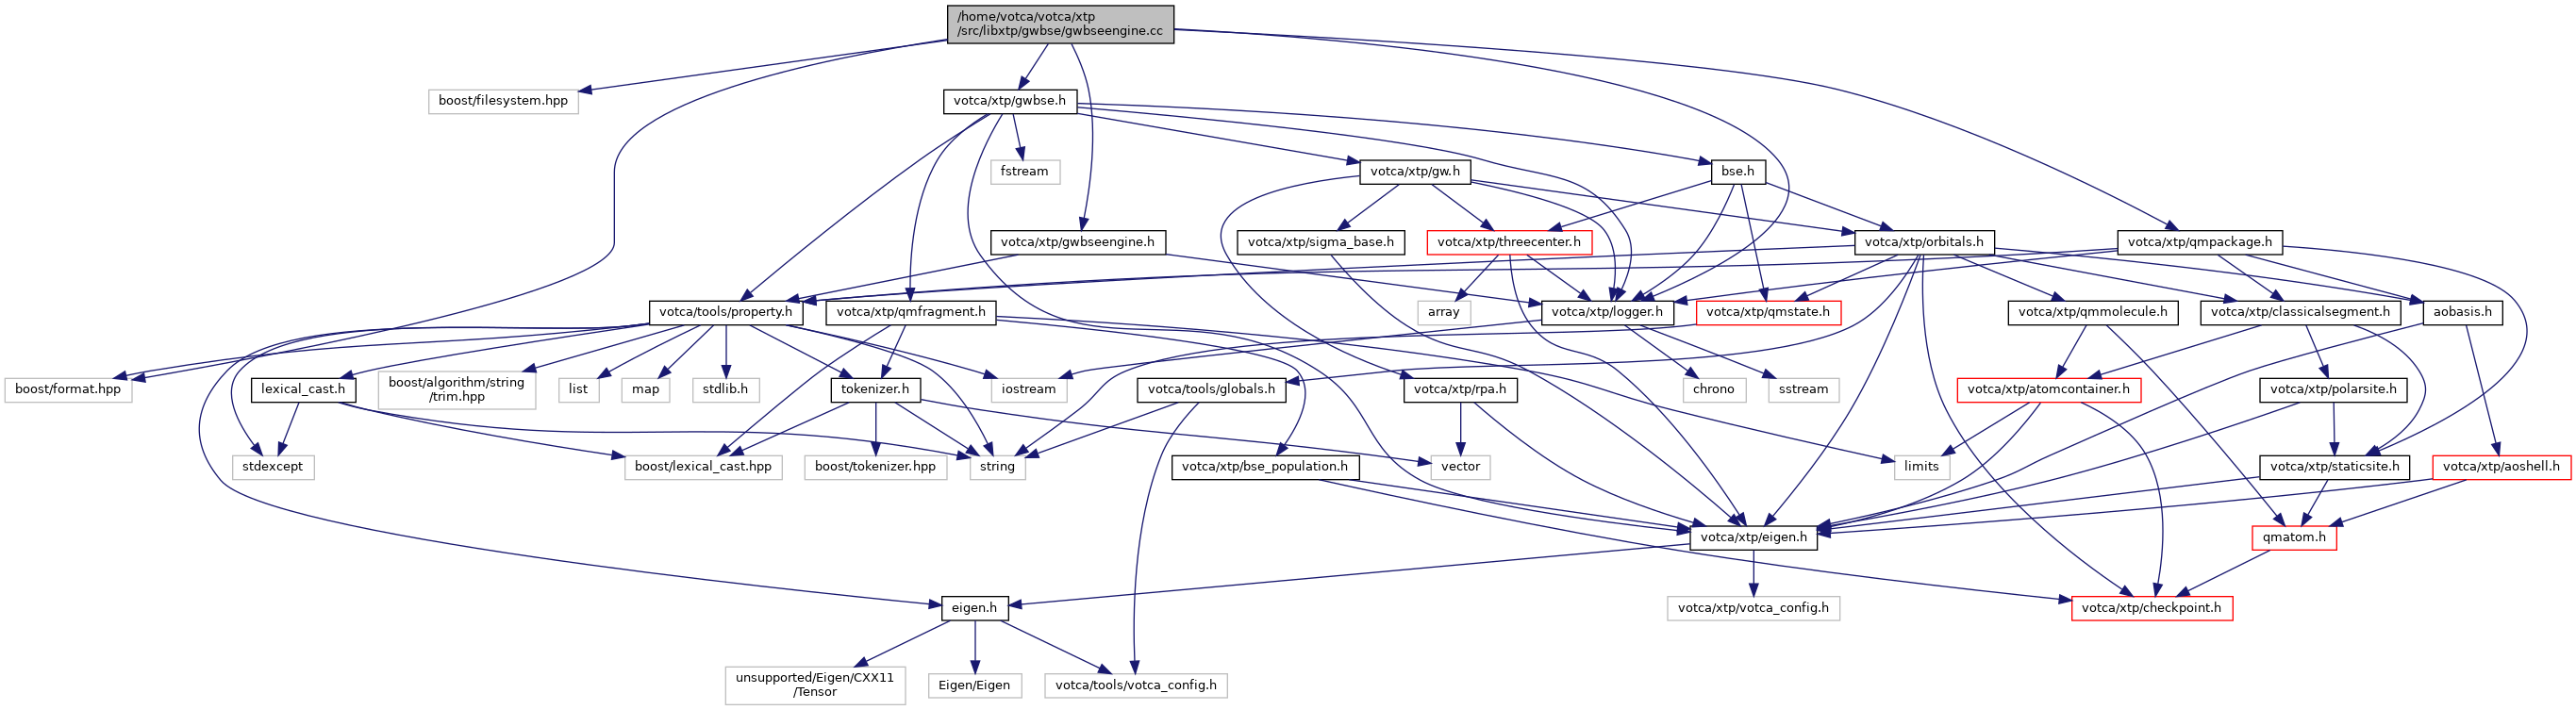 /home/votca/votca/xtp
/src/libxtp/gwbse/gwbseengine.cc
boost/filesystem.hpp
votca/xtp/gwbse.h
fstream
votca/xtp/gw.h
bse.h
votca/xtp/gwbseengine.h
votca/xtp/sigma_base.h
votca/xtp/threecenter.h
votca/xtp/orbitals.h
votca/xtp/qmpackage.h
votca/tools/property.h
votca/xtp/qmfragment.h
array
votca/xtp/logger.h
votca/xtp/qmstate.h
votca/xtp/qmmolecule.h
votca/xtp/classicalsegment.h
aobasis.h
boost/format.hpp
lexical_cast.h
boost/algorithm/string
/trim.hpp
list
map
stdlib.h
tokenizer.h
iostream
votca/tools/globals.h
votca/xtp/rpa.h
chrono
sstream
votca/xtp/atomcontainer.h
votca/xtp/polarsite.h
stdexcept
boost/lexical_cast.hpp
boost/tokenizer.hpp
string
votca/xtp/bse_population.h
vector
limits
votca/xtp/staticsite.h
votca/xtp/aoshell.h
votca/xtp/eigen.h
qmatom.h
eigen.h
votca/xtp/votca_config.h
votca/xtp/checkpoint.h
unsupported/Eigen/CXX11
/Tensor
Eigen/Eigen
votca/tools/votca_config.h